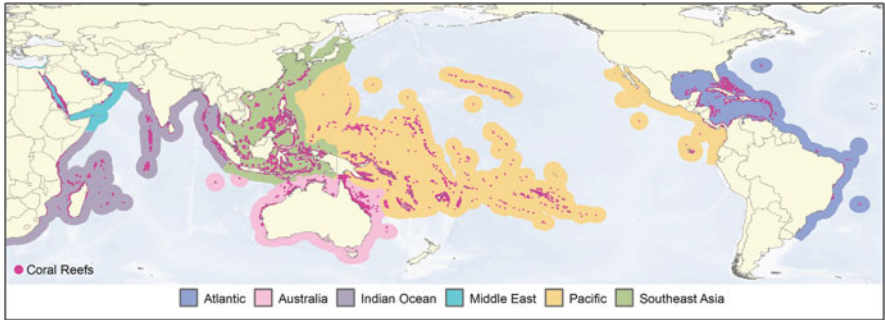 Coral Reefs
Atlantic Australia Indian Ocean Middle East Pacific Southeast Asia